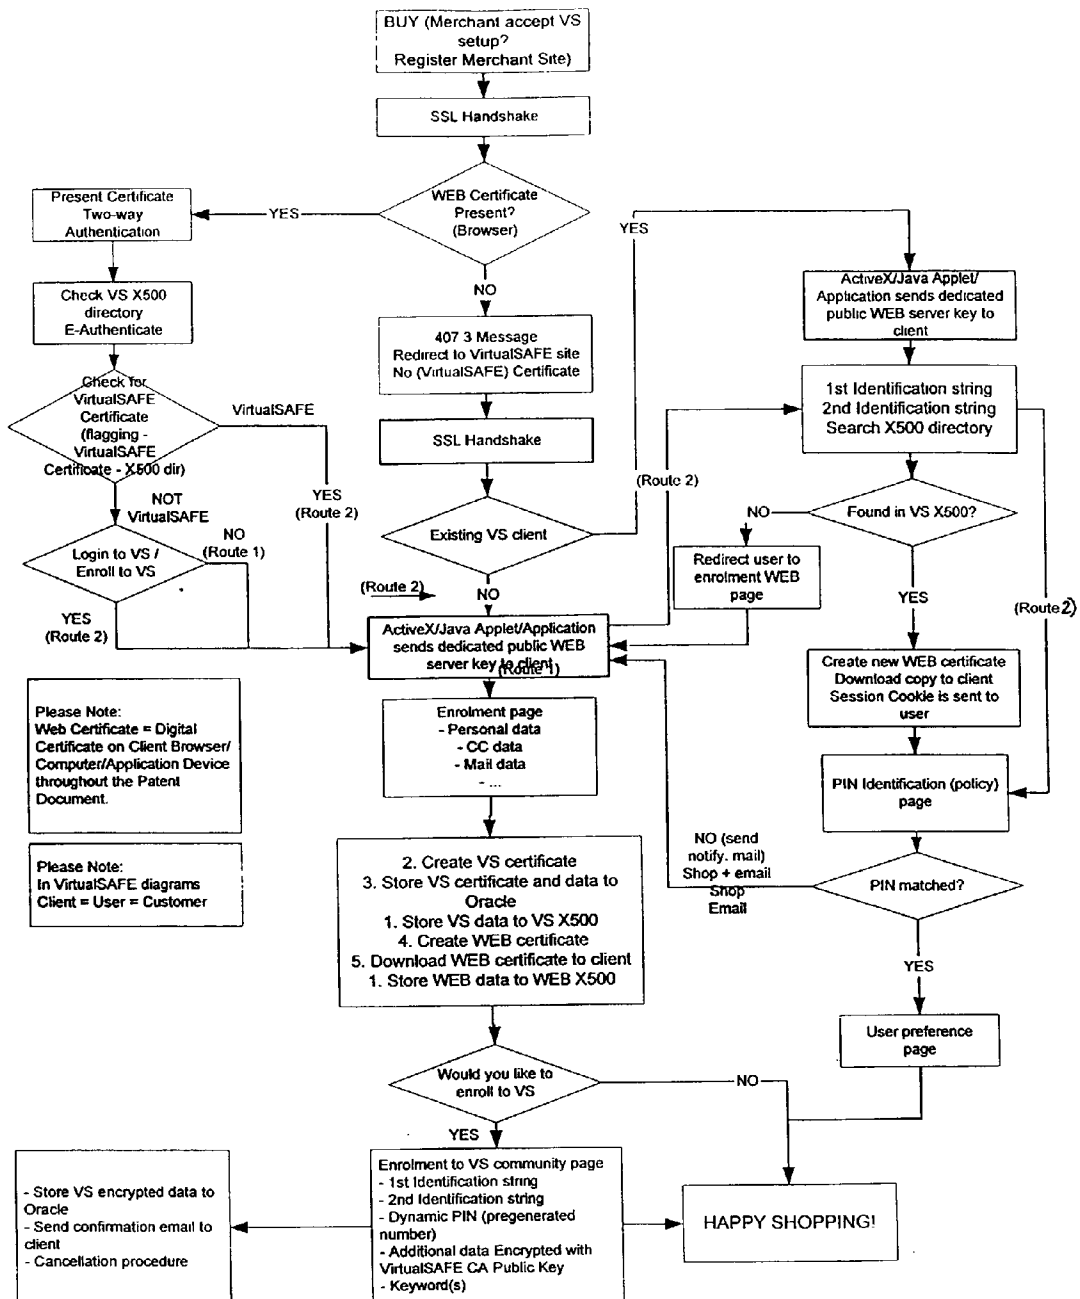 BUY (Merchant accept VS
setup?
Register Merchant Site)
SSL Handshake
WEB Certificate
Present?
(Browser)
YES
Present Certificate
Two-way
Authentication
Check VS X500
directory
E-Authenticate
Check for
VirtualSAFE
Certificate
(flagging -
VirtualSAFE
Certificate - X500 dir)
VirtualSAFE
YES
(Route 2)
NOT
VirtualSAFE
Login to VS /
Enroll to VS
NO
(Route 1)
YES
(Route 2)
NO
407 3 Message
Redirect to VirtualSAFE site
No (VirtualSAFE) Certificate
SSL Handshake
Existing VS client
YES
NO
(Route 2)
ActiveX/Java Applet/
Application sends dedicated
public WEB server key to
client
1st Identification string
2nd Identification string
Search X500 directory
(Route 2)
Found in VS X500?
NO
Redirect user to
enrolment WEB
page
YES
(Route 2)
Create new WEB certificate
Download copy to client
Session Cookie is sent to
user
PIN Identification (policy)
page
PIN matched?
NO (send
notify. mail)
Shop + email
Shop
Email
YES
User preference
page
ActiveX/Java Applet/Application
sends dedicated public WEB
server key to client
(Route 1)
Enrolment page
- Personal data
- CC data
- Mail data
- ...
2. Create VS certificate
3. Store VS certificate and data to
Oracle
1. Store VS data to VS X500
4. Create WEB certificate
5. Download WEB certificate to client
1. Store WEB data to WEB X500
Would you like to
enroll to VS
NO
YES
Enrolment to VS community page
- 1st Identification string
- 2nd Identification string
- Dynamic PIN (pregenerated
number)
- Additional data Encrypted with
VirtualSAFE CA Public Key
- Keyword(s)
- Store VS encrypted data to
Oracle
- Send confirmation email to
client
- Cancellation procedure
HAPPY SHOPPING!
Please Note:
Web Certificate = Digital
Certificate on Client Browser/
Computer/Application Device
throughout the Patent
Document.
Please Note:
In VirtualSAFE diagrams
Client = User = Customer